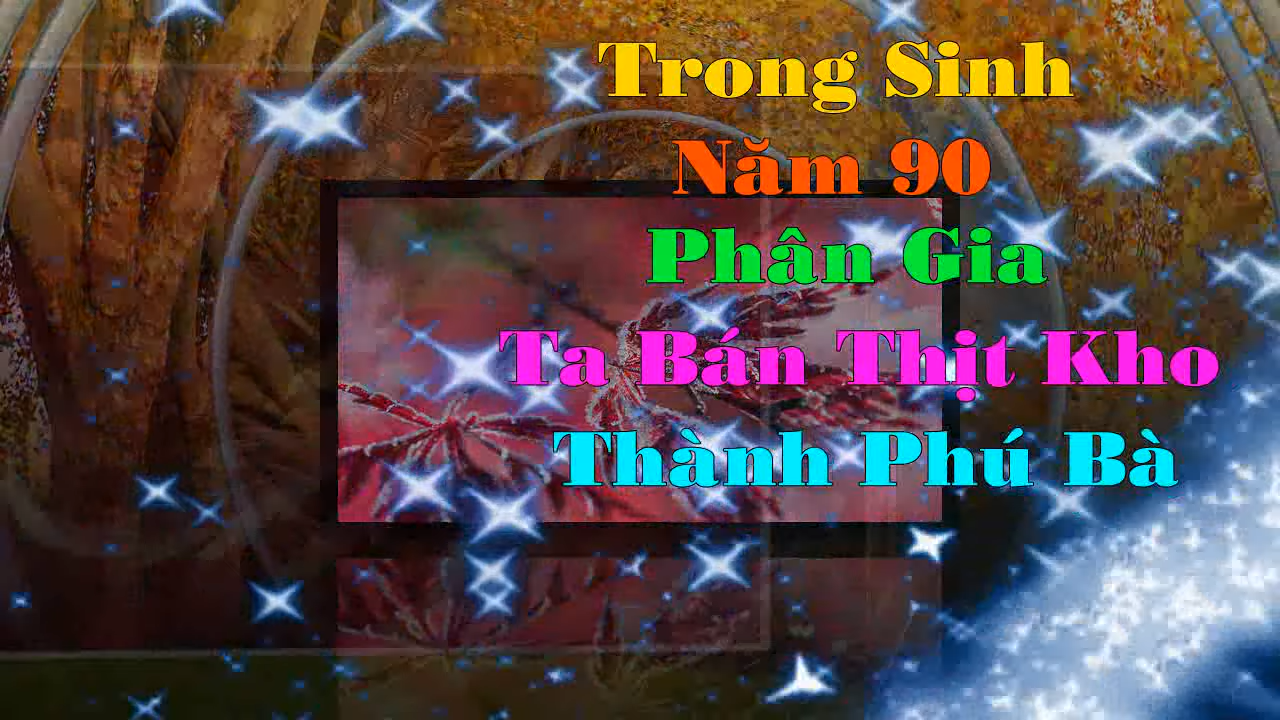 Trong Sinh
Năm 90
Phân Gia
Ta Bán Thịt Kho
Thành Phú Bà